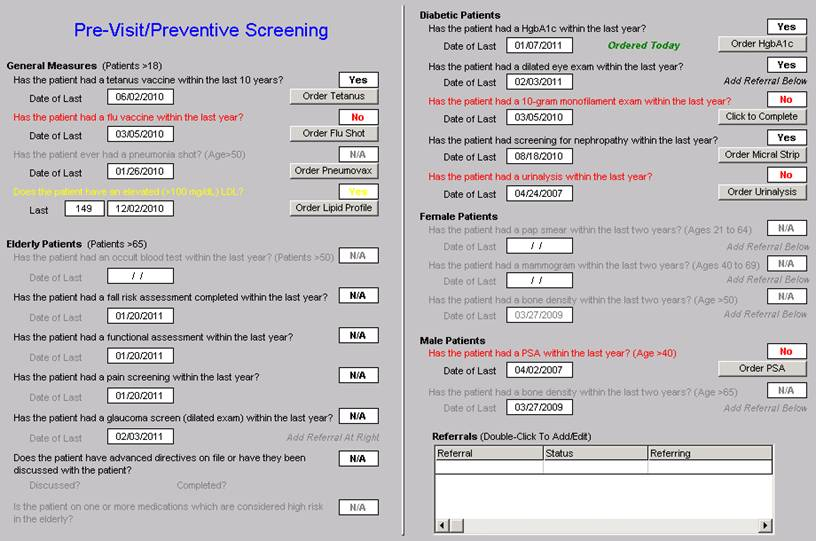 Pre-Visit/Preventive Screening
General Measures (Patients >18)
Has the patient had a tetanus vaccine within the last 10 years? Yes
Date of Last 06/02/2010 Order Tetanus
Has the patient had a flu vaccine within the last year? No
Date of Last 03/05/2010 Order Flu Shot
Has the patient ever had a pneumonia shot? (Age>50) N/A
Date of Last 01/26/2010 Order Pneumovax
Does the patient have an elevated (>100 mg/dL) LDL? Yes
Last 149 12/02/2010 Order Lipid Profile
Elderly Patients (Patients >65)
Has the patient had an occult blood test within the last year? (Patients >50) N/A
Date of Last / /
Has the patient had a fall risk assessment completed within the last year? N/A
Date of Last 01/20/2011
Has the patient had a functional assessment within the last year? N/A
Date of Last 01/20/2011
Has the patient had a pain screening within the last year? N/A
Date of Last 01/20/2011
Has the patient had a glaucoma screen (dilated exam) within the last year? N/A
Date of Last 02/03/2011 Add Referral At Right
Does the patient have advanced directives on file or have they been N/A
discussed with the patient?
Discussed? Completed?
Is the patient on one or more medications which are considered high risk N/A
in the elderly?
Diabetic Patients
Has the patient had a HgbA1c within the last year? Yes
Date of Last 01/07/2011 Ordered Today Order HgbA1c
Has the patient had a dilated eye exam within the last year? Yes
Date of Last 02/03/2011 Add Referral Below
Has the patient had a 10-gram monofilament exam within the last year? No
Date of Last 03/05/2010 Click to Complete
Has the patient had screening for nephropathy within the last year? Yes
Date of Last 08/18/2010 Order Micral Strip
Has the patient had a urinalysis within the last year? No
Date of Last 04/24/2007 Order Urinalysis
Female Patients
Has the patient had a pap smear within the last two years? (Ages 21 to 64) N/A
Date of Last / / Add Referral Below
Has the patient had a mammogram within the last two years? (Ages 40 to 69) N/A
Date of Last / / Add Referral Below
Has the patient had a bone density within the last two years? (Age >50) N/A
Date of Last 03/27/2009 Add Referral Below
Male Patients
Has the patient had a PSA within the last year? (Age >40) No
Date of Last 04/02/2007 Order PSA
Has the patient had a bone density within the last two years? (Age >65) N/A
Date of Last 03/27/2009 Add Referral Below
Referrals (Double-Click To Add/Edit)
Referral Status Referring